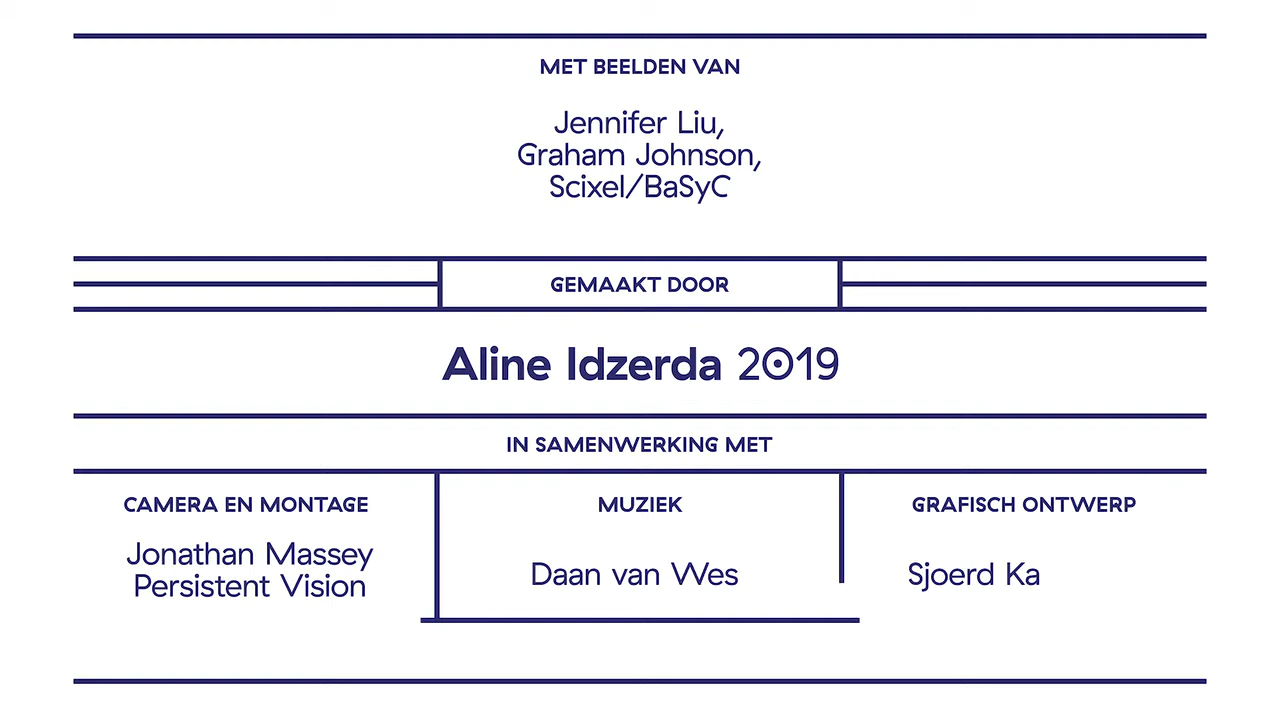 MET BEELDEN VAN
Jennifer Liu,
Graham Johnson,
Scixel/BaSyC
GEMAAKT DOOR
Aline Idzerda 2019
IN SAMENWERKING MET
CAMERA EN MONTAGE
Jonathan Massey
Persistent Vision
MUZIEK
Daan van Wes
GRAFISCH ONTWERP
Sjoerd Ka